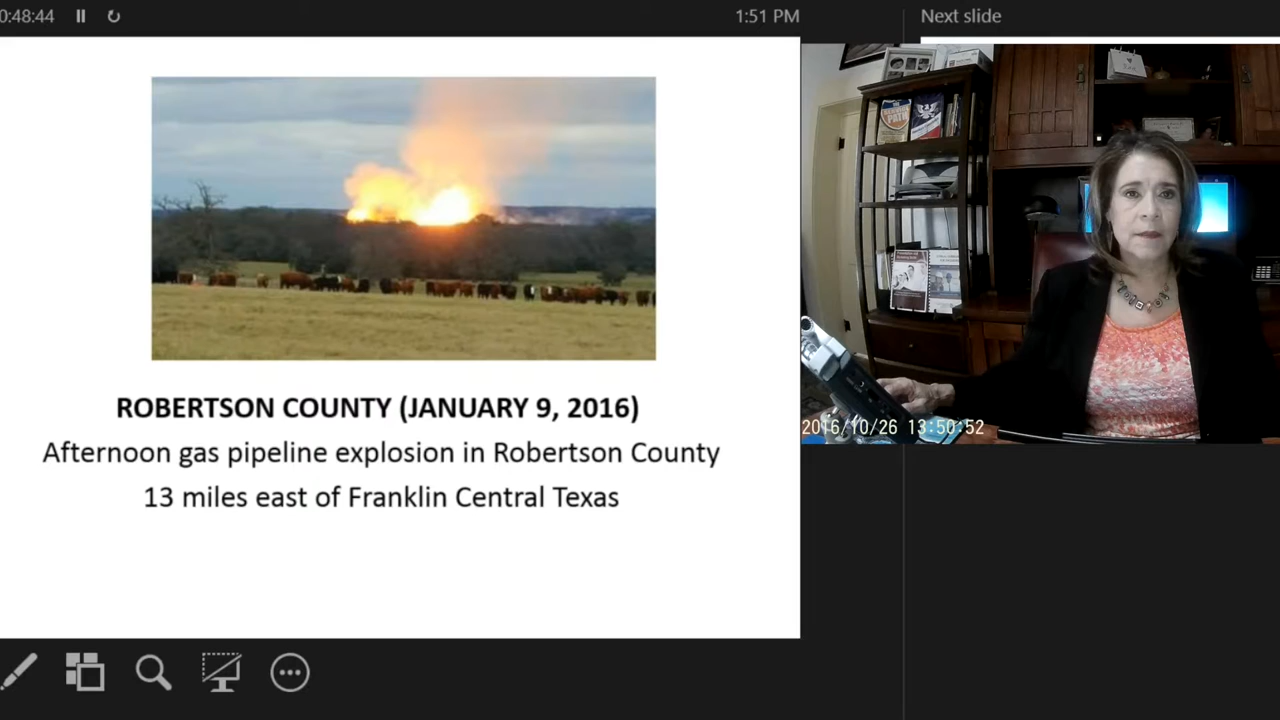 0:48:44
1:51 PM
Next slide
ROBERTSON COUNTY (JANUARY 9, 2016)
Afternoon gas pipeline explosion in Robertson County
13 miles east of Franklin Central Texas
2016/10/26 13:50:52